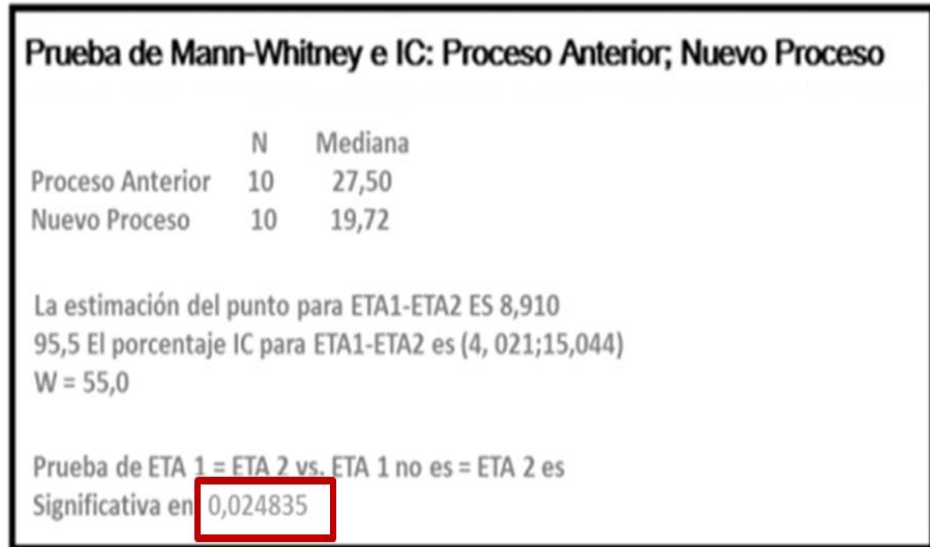 Prueba de Mann-Whitney e IC: Proceso Anterior; Nuevo Proceso
N Mediana
Proceso Anterior 10 27,50
Nuevo Proceso 10 19,72
La estimación del punto para ETA1-ETA2 ES 8,910
95,5 El porcentaje IC para ETA1-ETA2 es (4, 021;15,044)
W = 55,0
Prueba de ETA 1 = ETA 2 vs. ETA 1 no es = ETA 2 es
Significativa en 0,024835